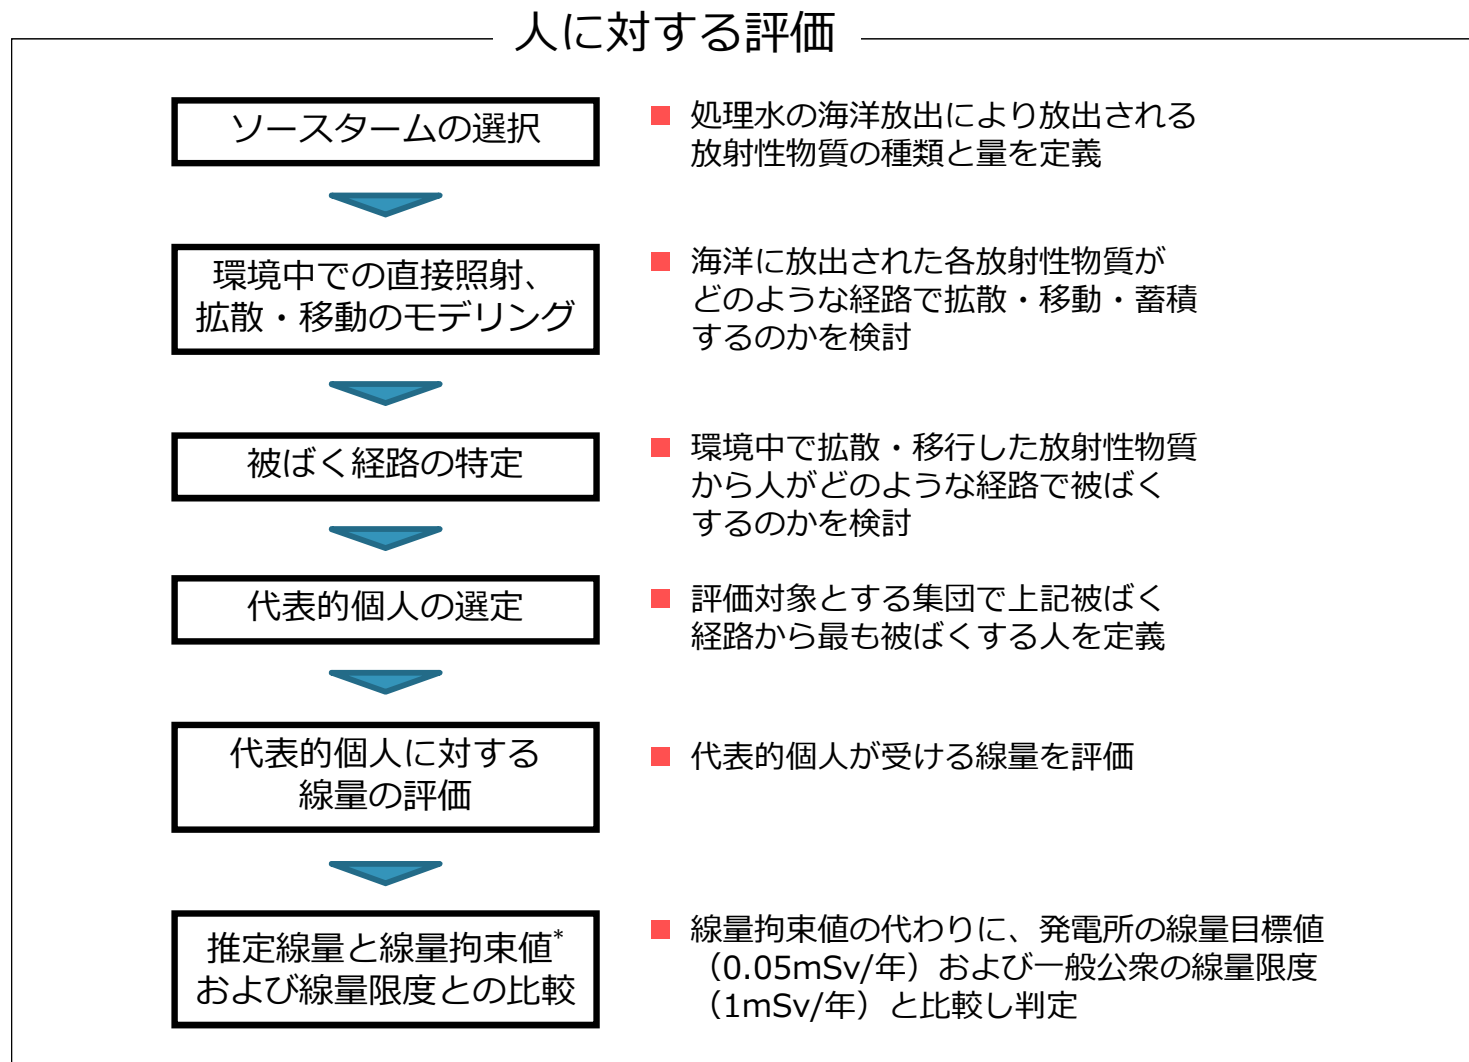 人に対する評価
ソースタームの選択
■ 処理水の海洋放出により放出される
放射性物質の種類と量を定義
環境中での直接照射、
拡散・移動のモデリング
■ 海洋に放出された各放射性物質が
どのような経路で拡散・移動・蓄積
するのかを検討
被ばく経路の特定
■ 環境中で拡散・移行した放射性物質
から人がどのような経路で被ばく
するのかを検討
代表的個人の選定
■ 評価対象とする集団で上記被ばく
経路から最も被ばくする人を定義
代表的個人に対する
線量の評価
■ 代表的個人が受ける線量を評価
推定線量と線量拘束値*
および線量限度との比較
■ 線量拘束値の代わりに、発電所の線量目標値
（0.05mSv/年）および一般公衆の線量限度
（1mSv/年）と比較し判定